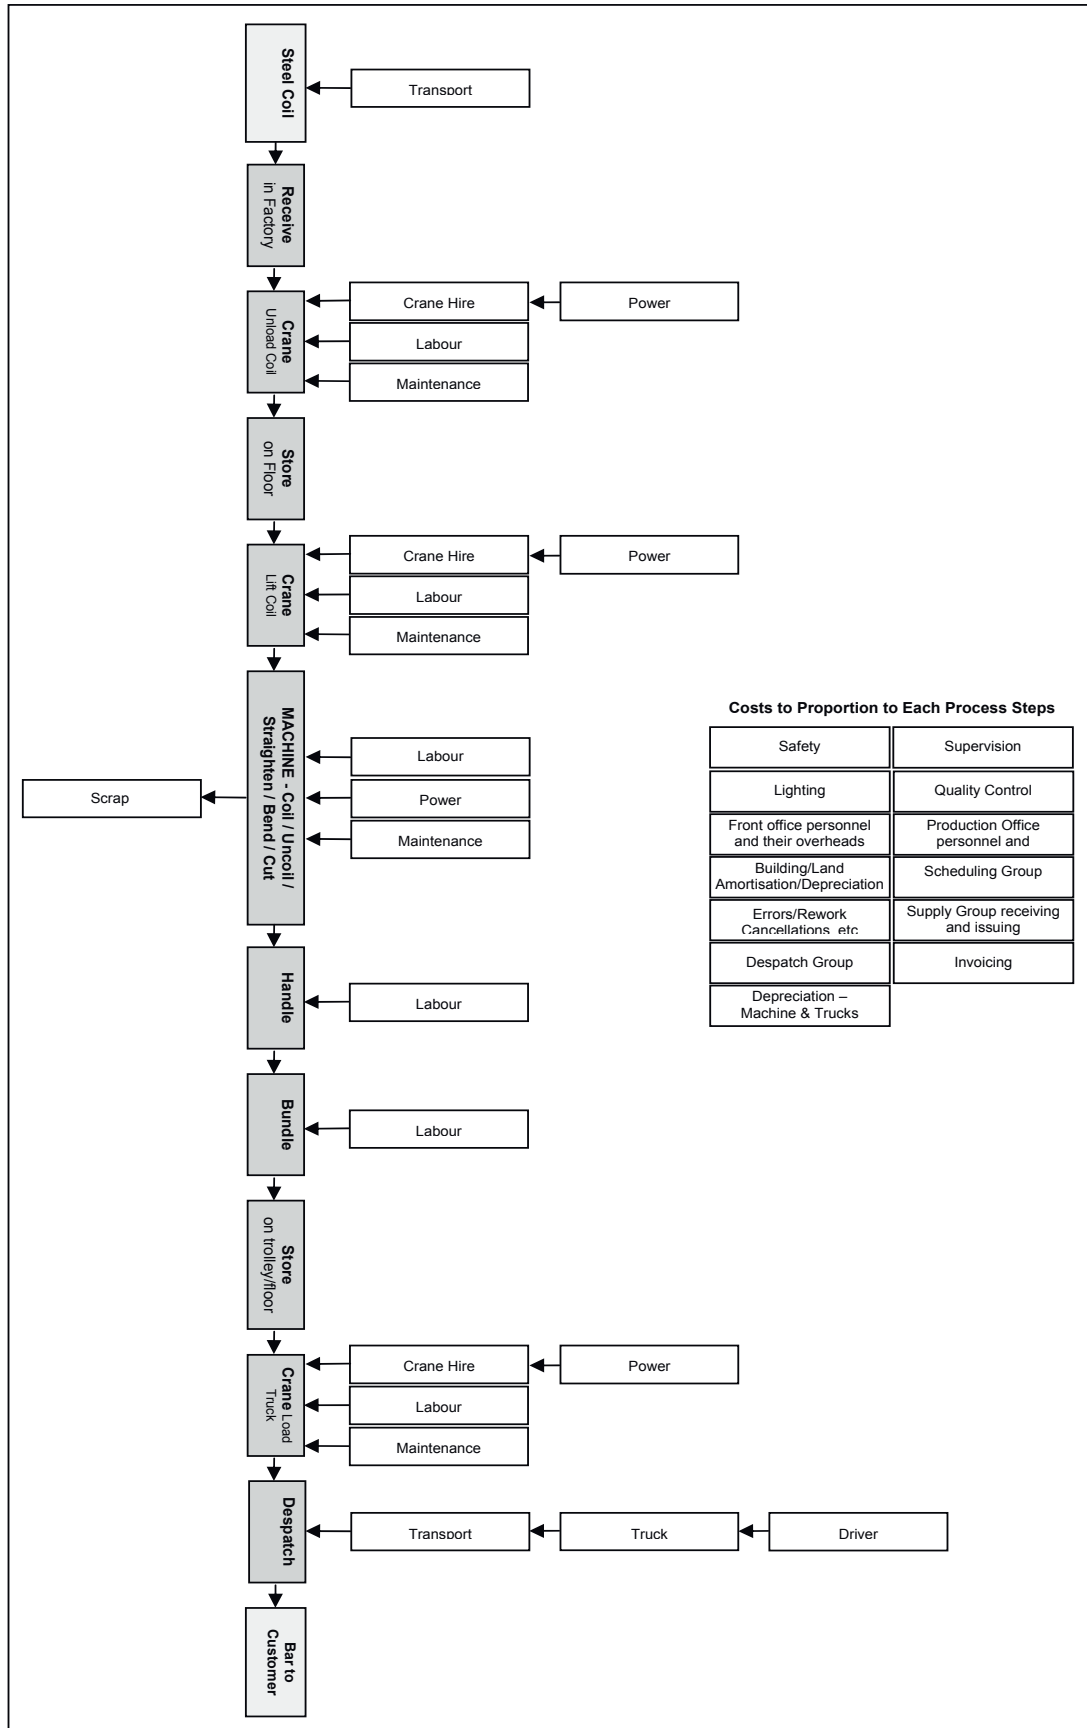 Steel Coil
Transport
Receive
in Factory
Crane
Unload Coil
Crane Hire
Power
Labour
Maintenance
Store
on Floor
Crane
Lift Coil
Crane Hire
Power
Labour
Maintenance
MACHINE - Coil / Uncoil /
Straighten / Bend / Cut
Labour
Power
Maintenance
Scrap
Handle
Labour
Bundle
Labour
Store
on trolley/floor
Crane Load
Truck
Crane Hire
Power
Labour
Maintenance
Despatch
Transport
Truck
Driver
Bar to
Customer
Costs to Proportion to Each Process Steps
Safety
Supervision
Lighting
Quality Control
Front office personnel
and their overheads
Production Office
personnel and
Building/Land
Amortisation/Depreciation
Scheduling Group
Errors/Rework
Cancellations, etc
Supply Group receiving
and issuing
Despatch Group
Invoicing
Depreciation –
Machine & Trucks